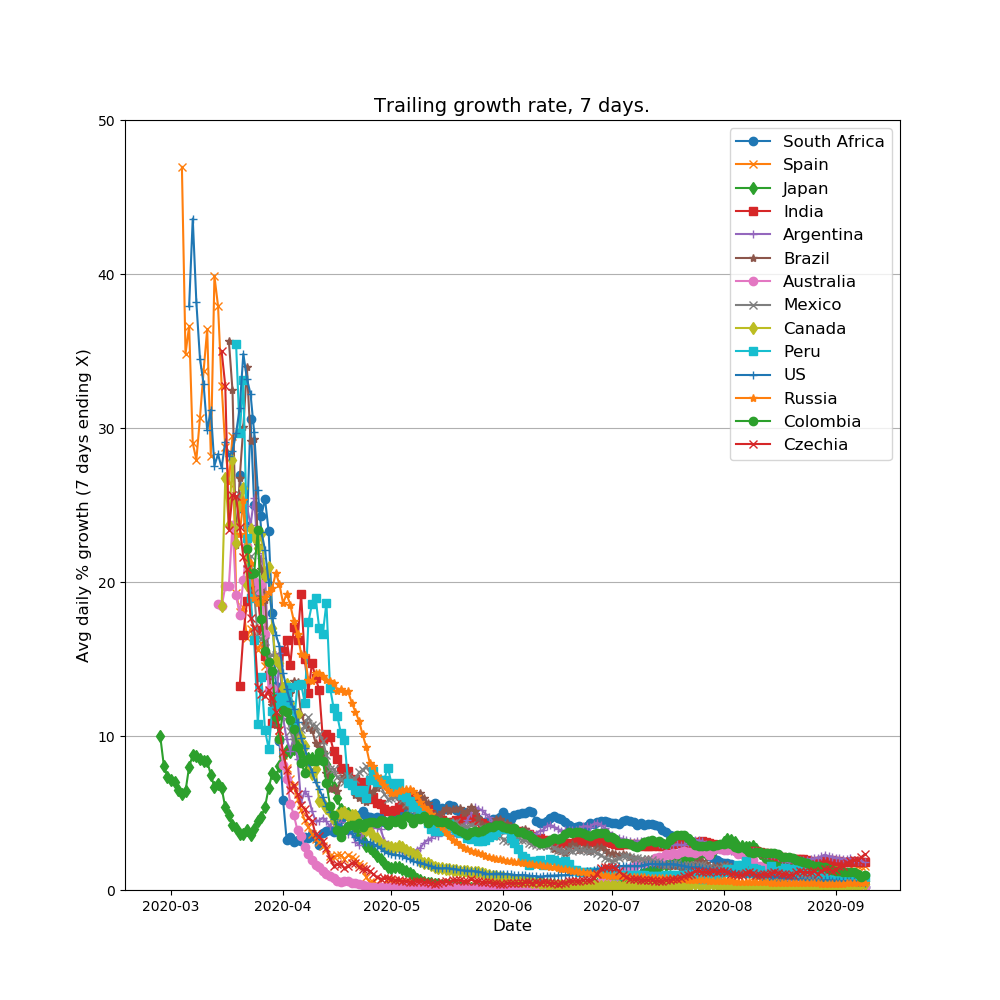 Trailing growth rate, 7 days.
50
40
30
20
10
0
Avg daily % growth (7 days ending X)
South Africa
Spain
Japan
India
Argentina
Brazil
Australia
Mexico
Canada
Peru
US
Russia
Colombia
Czechia
2020-03
2020-04
2020-05
2020-06
2020-07
2020-08
2020-09
Date